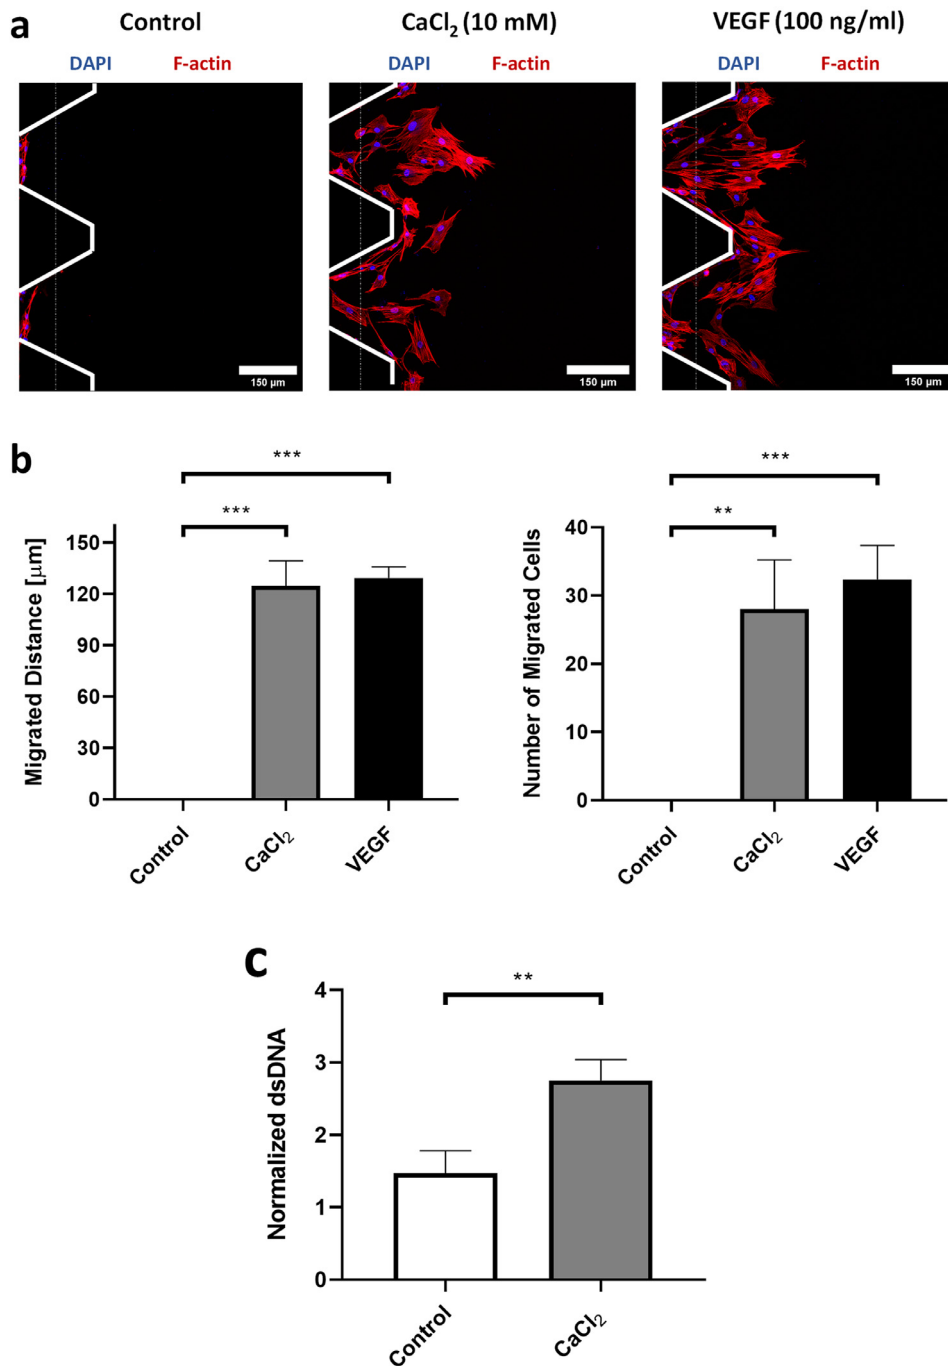 a
Control
CaCl₂ (10 mM)
VEGF (100 ng/ml)
DAPI F-actin
DAPI F-actin
DAPI F-actin
150 µm
150 µm
150 µm
b
***
***
Migrated Distance [µm]
150
120
90
60
30
0
Control
CaCl₂
VEGF
***
**
Number of Migrated Cells
40
30
20
10
0
Control
CaCl₂
VEGF
c
**
Normalized dsDNA
4
3
2
1
0
Control
CaCl₂